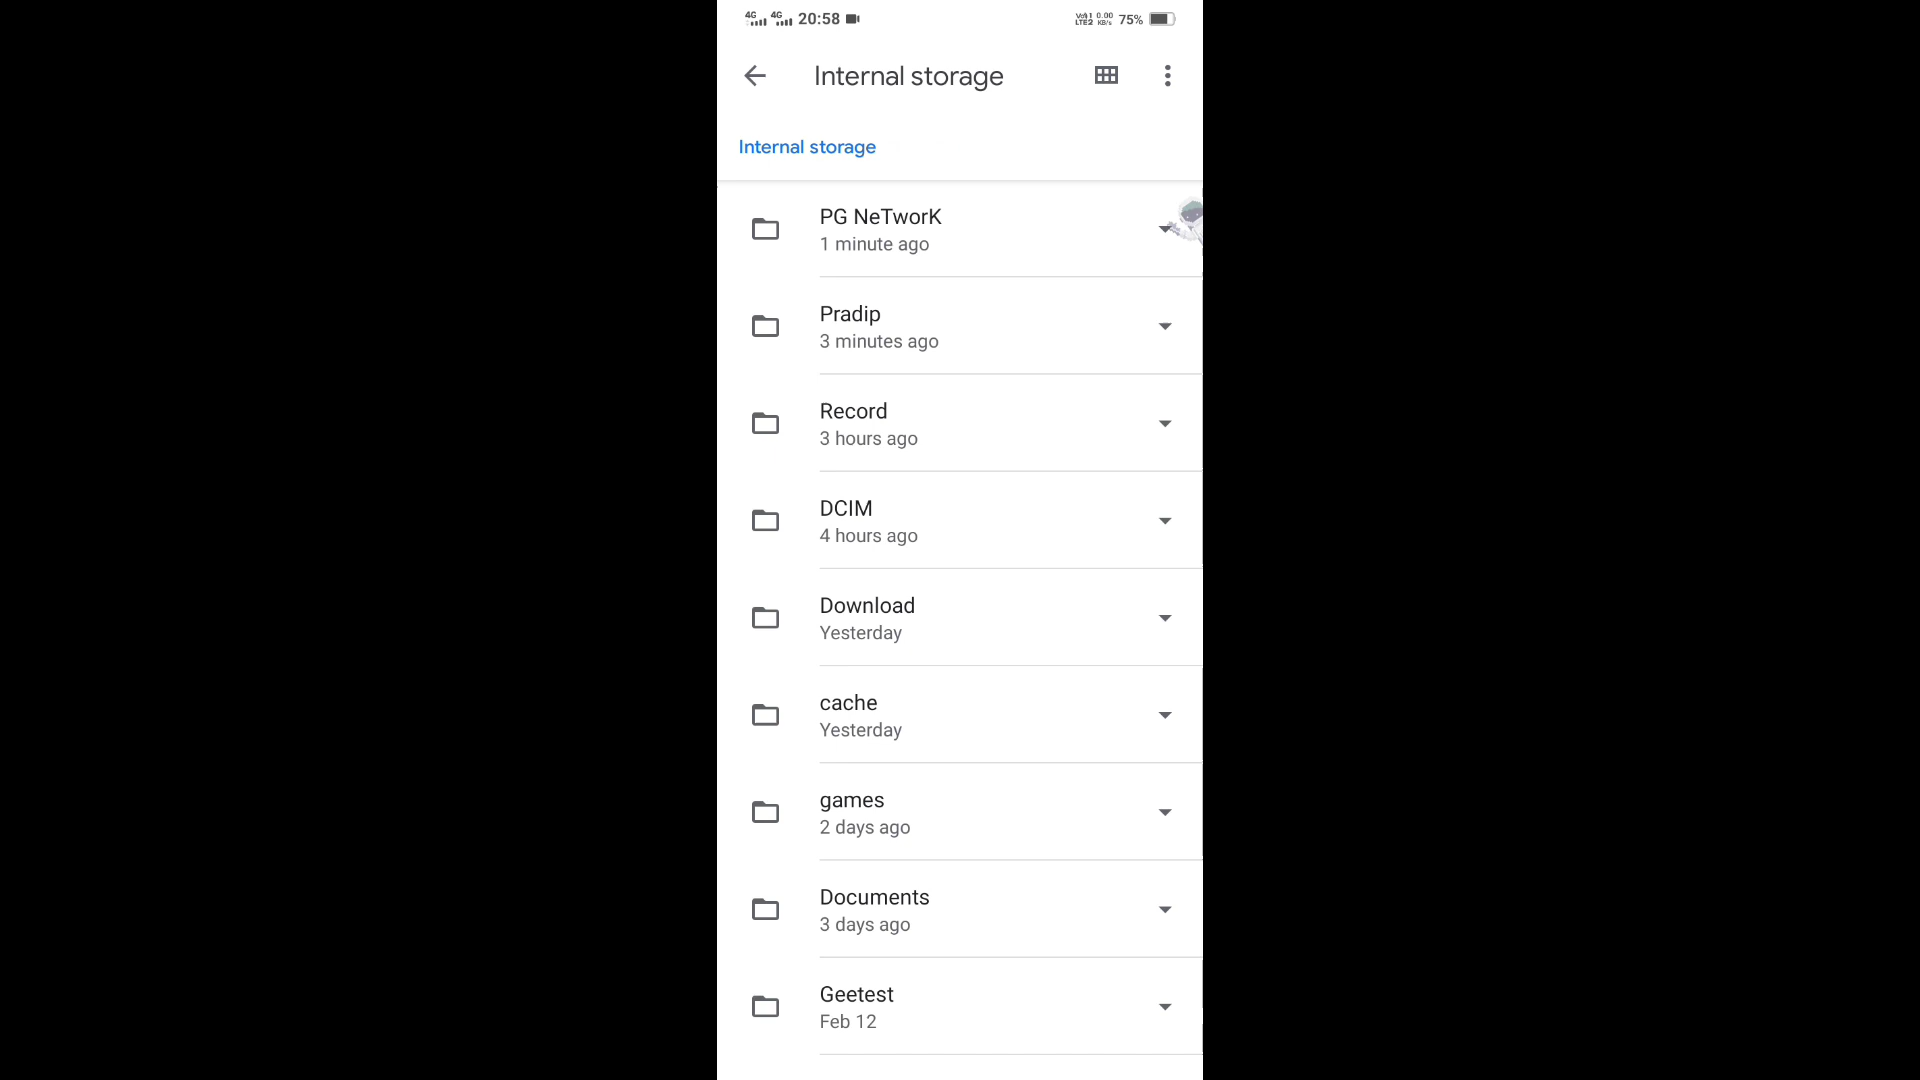 4G 4G 20:58 75%
Internal storage
Internal storage
PG NeTworK
1 minute ago
Pradip
3 minutes ago
Record
3 hours ago
DCIM
4 hours ago
Download
Yesterday
cache
Yesterday
games
2 days ago
Documents
3 days ago
Geetest
Feb 12